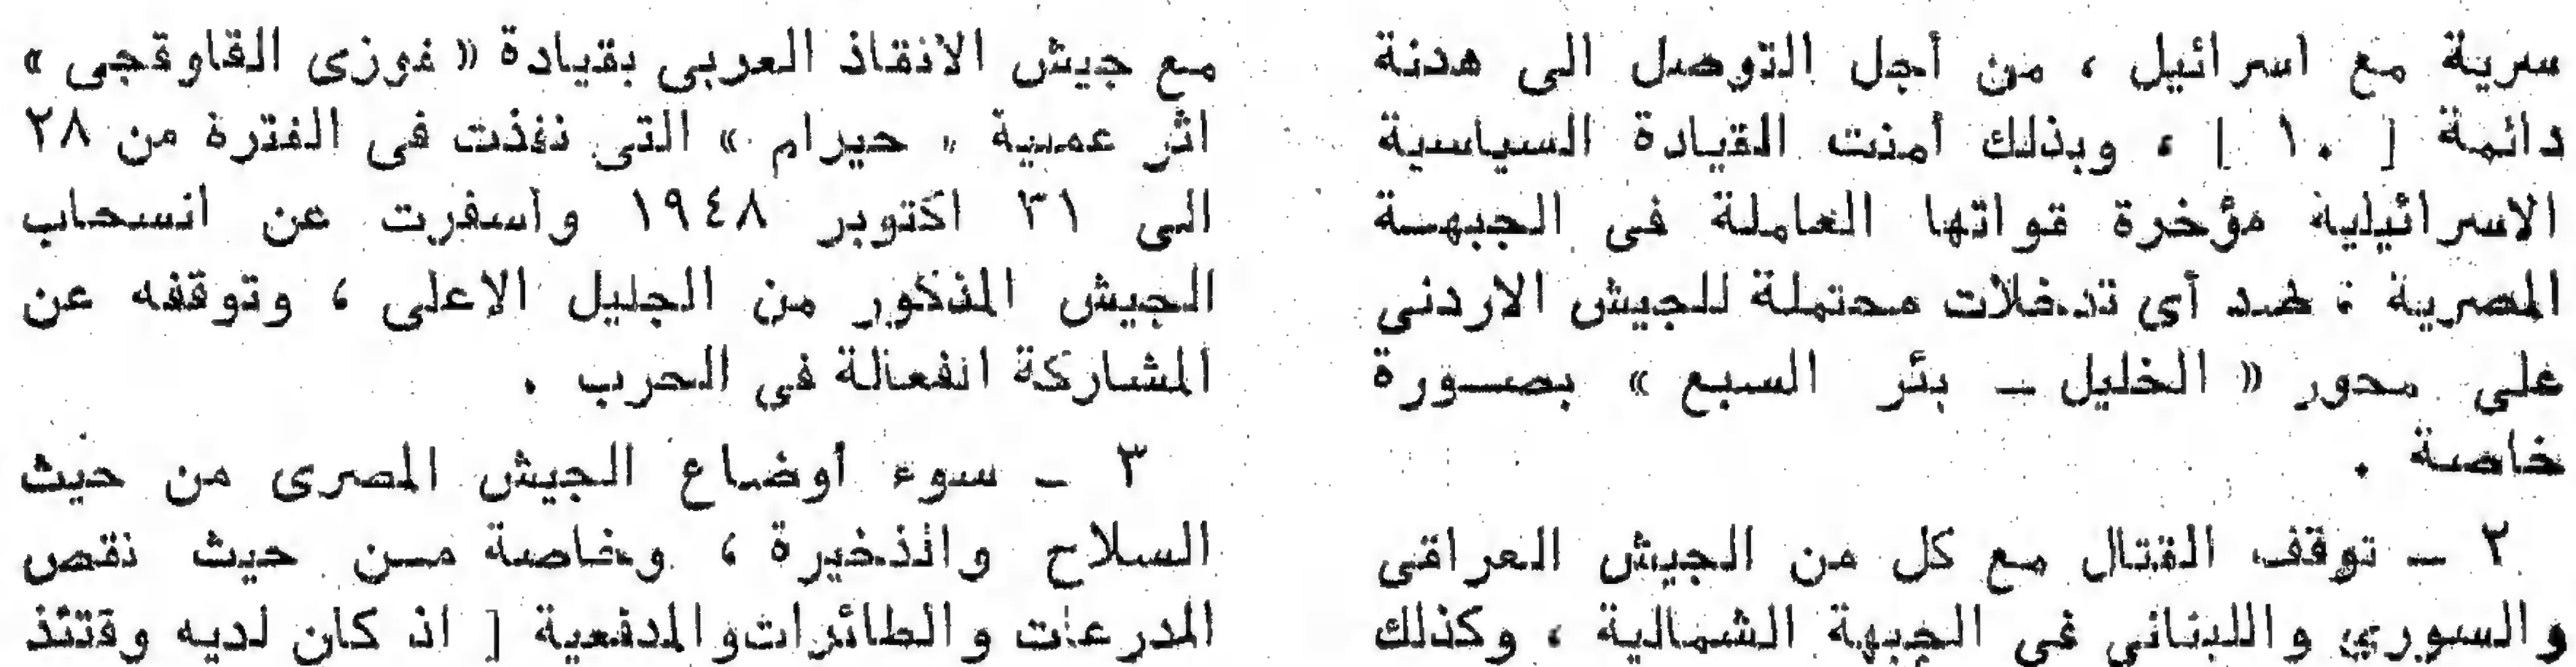 سرية مع اسرائيل ، من أجل التوصل الى هدنة
دائمة [ ١٠ ] ، وبذلك أمنت القيادة السياسية
الاسرائيلية مؤخرة قواتها العاملة فى الجبهة
المصرية ، ضد أى تدخلات محتملة للجيش الاردنى
على محور « الخليل ــ بئر السبع » بصورة
خاصة .
٢ ــ توقف القتال مع كل من الجيش العراقى
والسورى واللبنانى فى الجبهة الشمالية ، وكذلك
مع جيش الانقاذ العربى بقيادة « فوزى القاوقجى »
اثر عملية « حيرام » التى نفذت فى الفترة من ٢٨
الى ٣١ اكتوبر ١٩٤٨ وأسفرت عن انسحاب
الجيش المذكور من الجليل الاعلى ، وتوقفه عن
المشاركة الفعالة فى الحرب .
٣ ــ سوء أوضاع الجيش المصرى من حيث
السلاح والذخيرة ، وخاصة من حيث نقص
المدرعات والطائرات والمدفعية [ اذ كان لديه وقتئذ